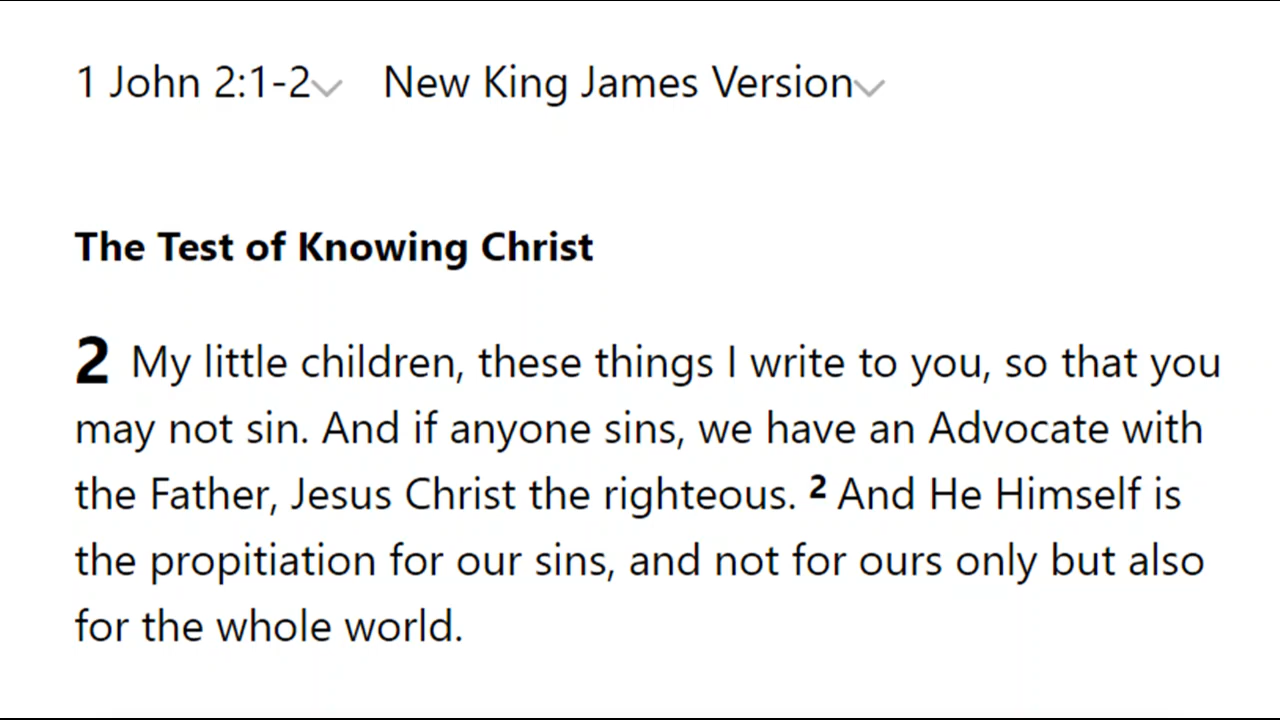 1 John 2:1-2 New King James Version
The Test of Knowing Christ
2 My little children, these things I write to you, so that you
may not sin. And if anyone sins, we have an Advocate with
the Father, Jesus Christ the righteous. 2 And He Himself is
the propitiation for our sins, and not for ours only but also
for the whole world.